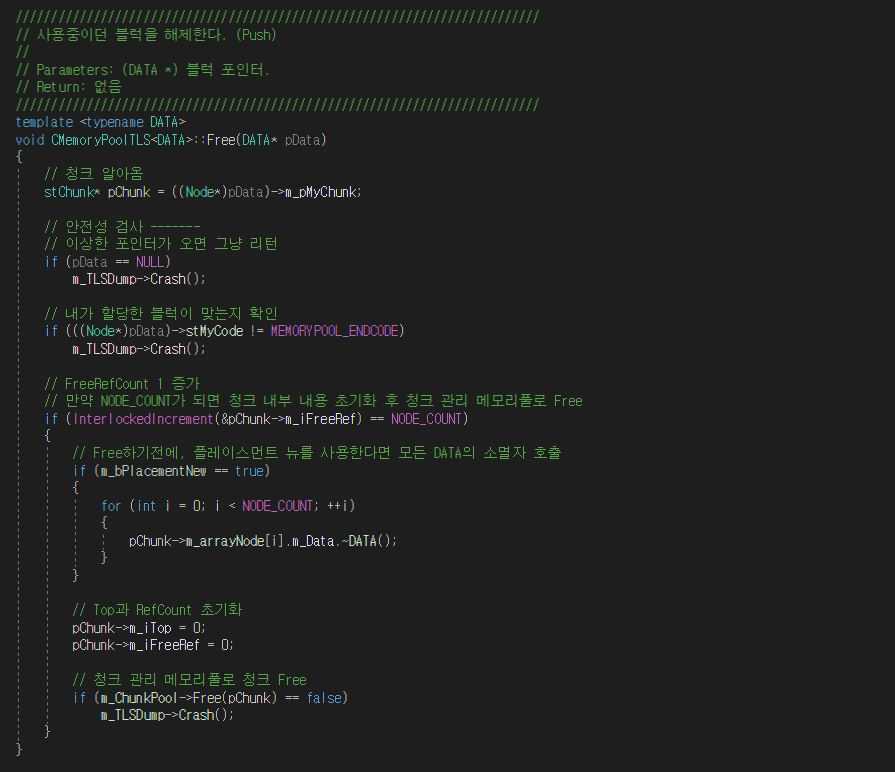 //////////////////////////////////////////////////////////////////////////
// 사용중이던 블럭을 해제한다. (Push)
//
// Parameters: (DATA *) 블럭 포인터.
// Return: 없음
//////////////////////////////////////////////////////////////////////////
template <typename DATA>
void CMemoryPoolTLS<DATA>::Free(DATA* pData)
{
// 청크 알아옴
stChunk* pChunk = ((Node*)pData)->m_pMyChunk;
// 안전성 검사 -------
// 이상한 포인터가 오면 그냥 리턴
if (pData == NULL)
m_TLSDump->Crash();
// 내가 할당한 블럭이 맞는지 확인
if (((Node*)pData)->stMyCode != MEMORYPOOL_ENDCODE)
m_TLSDump->Crash();
// FreeRefCount 1 증가
// 만약 NODE_COUNT가 되면 청크 내부 내용 초기화 후 청크 관리 메모리풀로 Free
if (InterlockedIncrement(&pChunk->m_iFreeRef) == NODE_COUNT)
{
// Free하기전에, 플레이스먼트 뉴를 사용한다면 모든 DATA의 소멸자 호출
if (m_bPlacementNew == true)
{
for (int i = 0; i < NODE_COUNT; ++i)
{
pChunk->m_arrayNode[i].m_Data.~DATA();
}
}
// Top과 RefCount 초기화
pChunk->m_iTop = 0;
pChunk->m_iFreeRef = 0;
// 청크 관리 메모리풀로 청크 Free
if (m_ChunkPool->Free(pChunk) == false)
m_TLSDump->Crash();
}
}